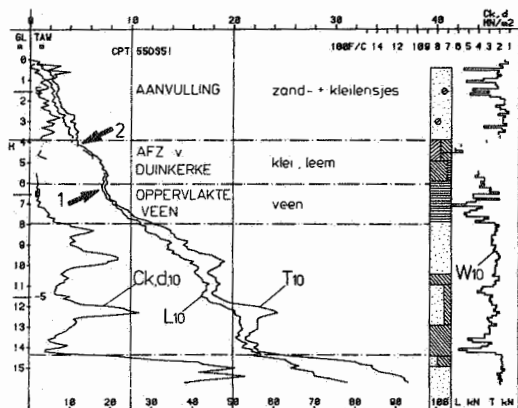 GL TAW
m m
CPT 550951
100F/C 14 12 10 9 8 7 6 5 4 3 2 1
Ck,d
MN/m2
0 10 20 30 40
0
1
2
3
4
5
6
7
8
9
10
11
12
13
14
15
H
-5
AANVULLING
zand- + kleilensjes
2
AFZ v.
DUINKERKE
klei, leem
1
OPPERVLAKTE
VEEN
veen
Ck,d,10
L10
T10
W10
10 20 30 40 50 60 70 80 90 100 L kN T kN